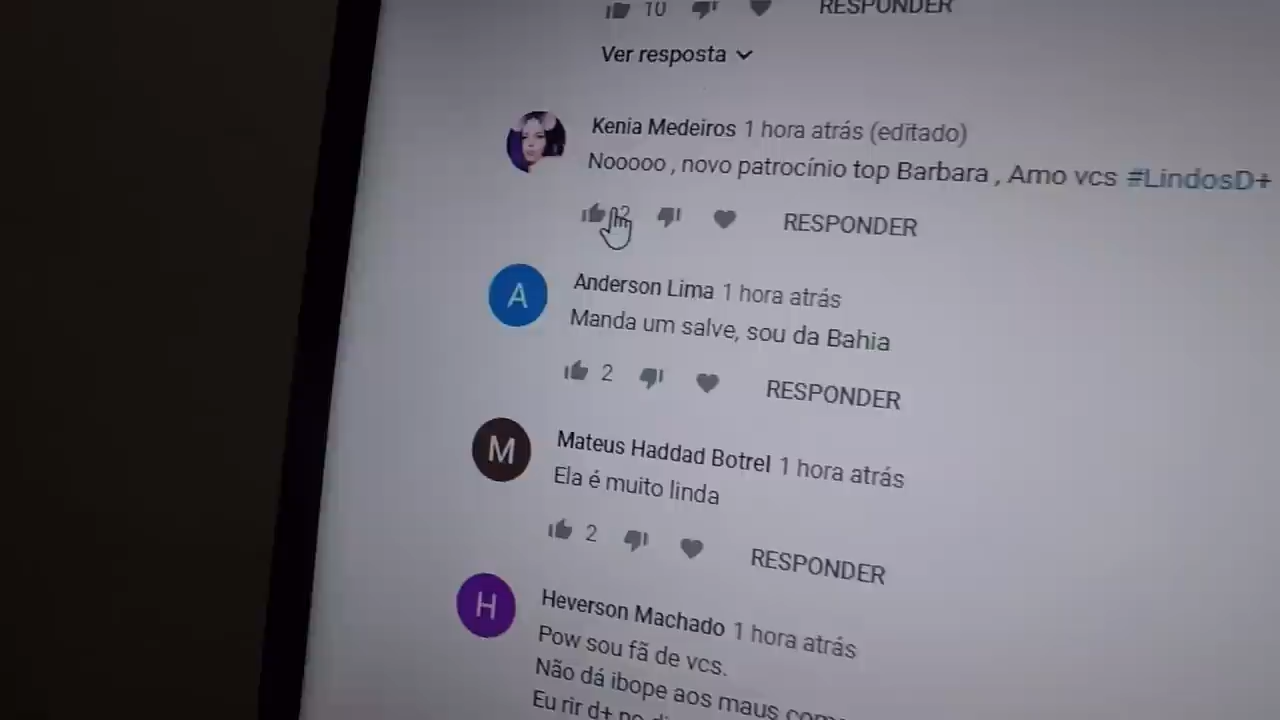 10 RESPONDER
Ver resposta
Kenia Medeiros 1 hora atrás (editado)
Nooooo , novo patrocínio top Barbara , Amo vcs #LindosD+
2 RESPONDER
A
Anderson Lima 1 hora atrás
Manda um salve, sou da Bahia
2 RESPONDER
M
Mateus Haddad Botrel 1 hora atrás
Ela é muito linda
2 RESPONDER
H
Heverson Machado 1 hora atrás
Pow sou fã de vcs.
Não dá ibope aos maus
Eu rir d+